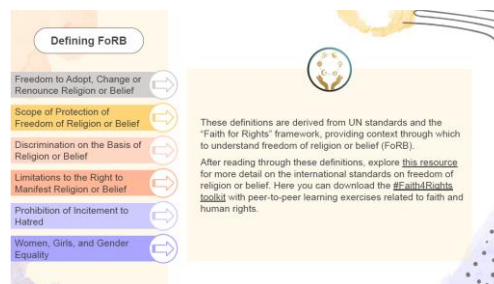 Defining FoRB
Freedom to Adopt, Change or
Renounce Religion or Belief
Scope of Protection of
Freedom of Religion or Belief
Discrimination on the Basis of
Religion or Belief
Limitations to the Right to
Manifest Religion or Belief
Prohibition of Incitement to
Hatred
Women, Girls, and Gender
Equality
These definitions are derived from UN standards and the
“Faith for Rights” framework, providing context through which
to understand freedom of religion or belief (FoRB).
After reading through these definitions, explore this resource
for more detail on the international standards on freedom of
religion or belief. Here you can download the #Faith4Rights
toolkit with peer-to-peer learning exercises related to faith and
human rights.